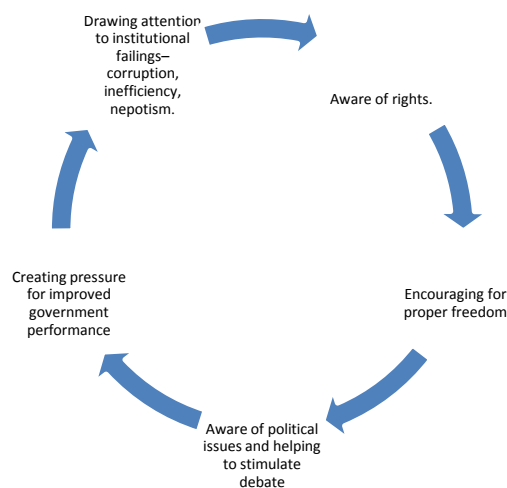 Drawing attention
to institutional
failings–
corruption,
inefficiency,
nepotism.
Aware of rights.
Encouraging for
proper freedom
Aware of political
issues and helping
to stimulate
debate
Creating pressure
for improved
government
performance